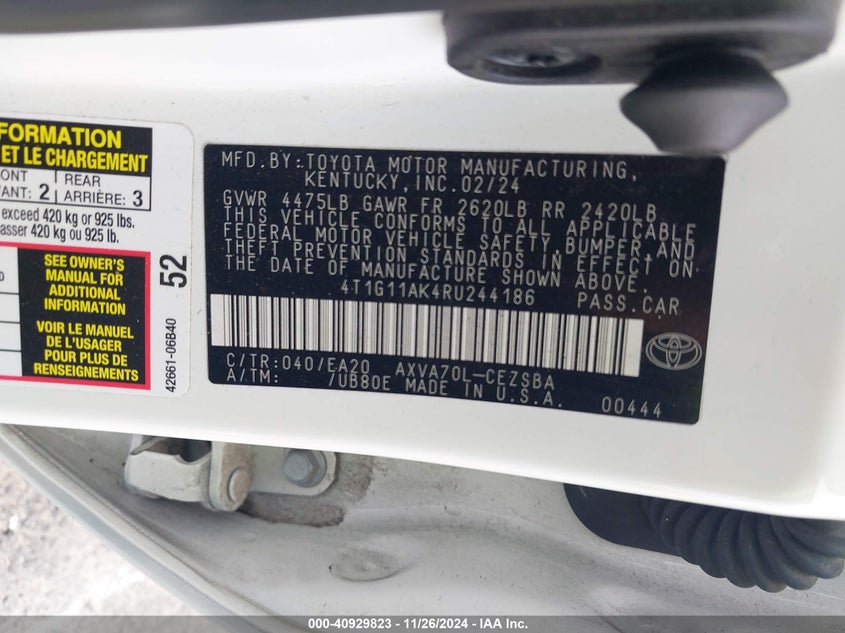 FORMATION
ET LE CHARGEMENT
ONT
ANT: 2
REAR
ARRIÈRE: 3
exceed 420 kg or 925 lbs.
asser 420 kg ou 925 lb.
SEE OWNER'S
MANUAL FOR
ADDITIONAL
INFORMATION
VOIR LE MANUEL
DE L'USAGER
POUR PLUS DE
RENSEIGNEMENTS
52
42661-06B40
MFD.BY:TOYOTA MOTOR MANUFACTURING,
KENTUCKY,INC.02/24
GVWR 4475LB GAWR FR 2620LB RR 2420LB
THIS VEHICLE CONFORMS TO ALL APPLICABLE
FEDERAL MOTOR VEHICLE SAFETY,BUMPER,AND
THEFT PREVENTION STANDARDS IN EFFECT ON
THE DATE OF MANUFACTURE SHOWN ABOVE.
4T1G11AK4RU244186 PASS.CAR
C/TR:040/EA20 AXVA70L-CEZSBA
A/TM: /UB80E MADE IN U.S.A.
00444
000-40929823 - 11/26/2024 - IAA Inc.